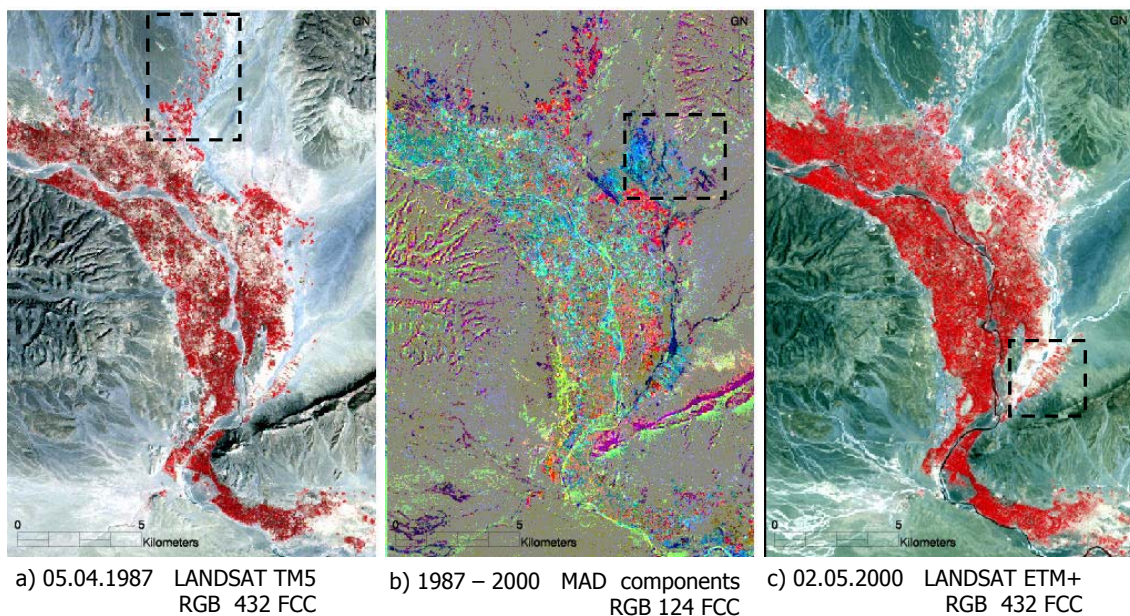 GN
GN
GN
0 5
Kilometers
0 5
Kilometers
0 5
Kilometers
a) 05.04.1987 LANDSAT TM5
RGB 432 FCC
b) 1987 – 2000 MAD components
RGB 124 FCC
c) 02.05.2000 LANDSAT ETM+
RGB 432 FCC